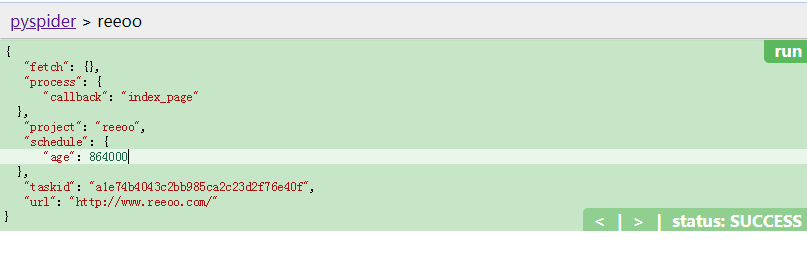 pyspider > reeoo
run
{
"fetch": {},
"process": {
"callback": "index_page"
},
"project": "reeoo",
"schedule": {
"age": 864000
},
"taskid": "a1e74b4043c2bb985ca2c23d2f76e40f",
"url": "http://www.reeoo.com/"
}
< | > | status: SUCCESS